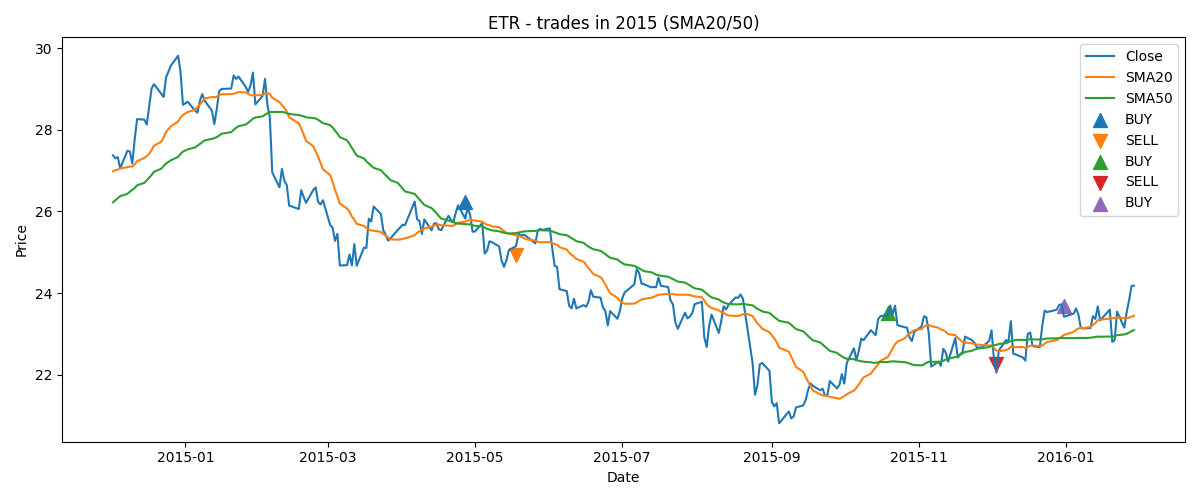 ETR - trades in 2015 (SMA20/50)
Price
30
28
26
24
22
Close
SMA20
SMA50
BUY
SELL
BUY
SELL
BUY
2015-01
2015-03
2015-05
2015-07
2015-09
2015-11
2016-01
Date